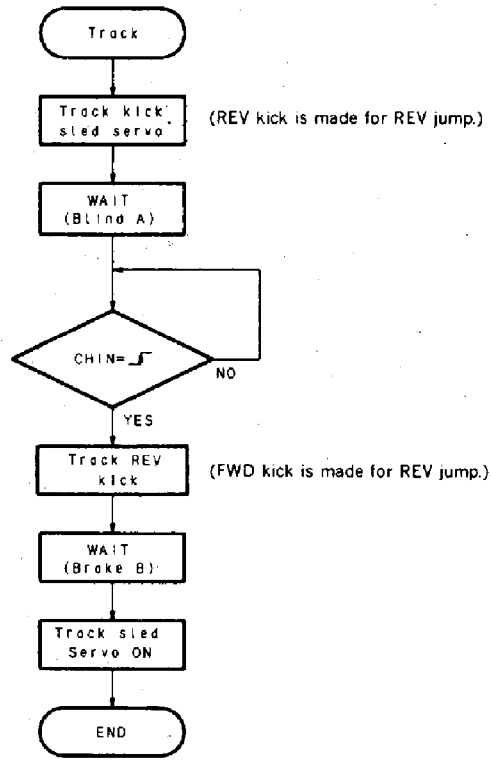 Track
Track kick
sled servo
(REV kick is made for REV jump.)
WAIT
(Blind A)
CHIN=
NO
YES
Track REV
kick
(FWD kick is made for REV jump.)
WAIT
(Brake B)
Track sled
Servo ON
END